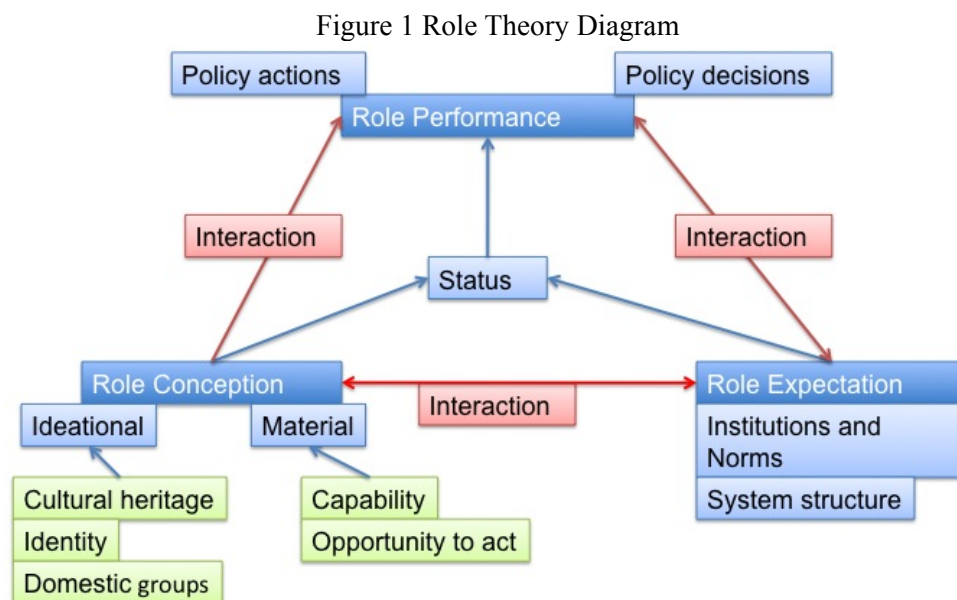 Figure 1 Role Theory Diagram
Policy actions
Policy decisions
Role Performance
Interaction
Interaction
Status
Role Conception
Role Expectation
Interaction
Ideational
Material
Institutions and
Norms
System structure
Cultural heritage
Identity
Domestic groups
Capability
Opportunity to act